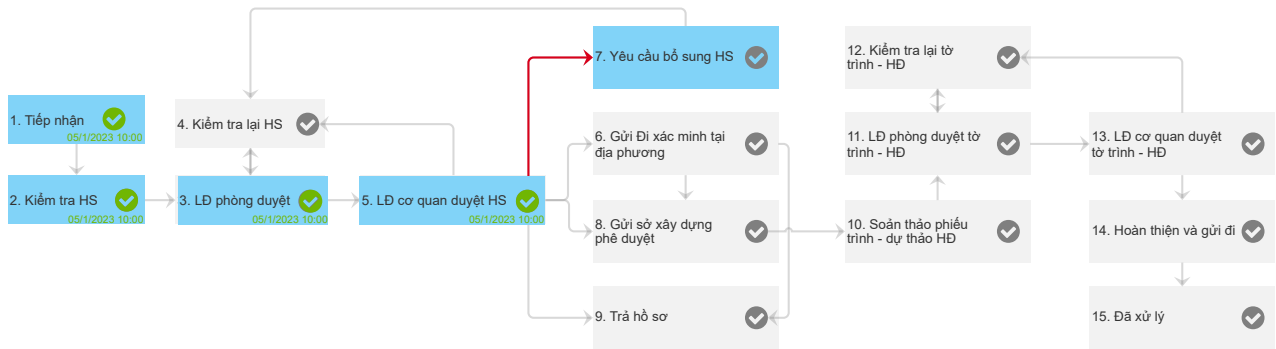 1. Tiếp nhận
05/1/2023 10:00
2. Kiểm tra HS
05/1/2023 10:00
3. LĐ phòng duyệt
05/1/2023 10:00
4. Kiểm tra lại HS
5. LĐ cơ quan duyệt HS
05/1/2023 10:00
6. Gửi Đi xác minh tại
địa phương
7. Yêu cầu bổ sung HS
8. Gửi sở xây dựng
phê duyệt
9. Trả hồ sơ
10. Soản thảo phiếu
trình - dự thảo HĐ
11. LĐ phòng duyệt tờ
trình - HĐ
12. Kiểm tra lại tờ
trình - HĐ
13. LĐ cơ quan duyệt
tờ trình - HĐ
14. Hoàn thiện và gửi đi
15. Đã xử lý